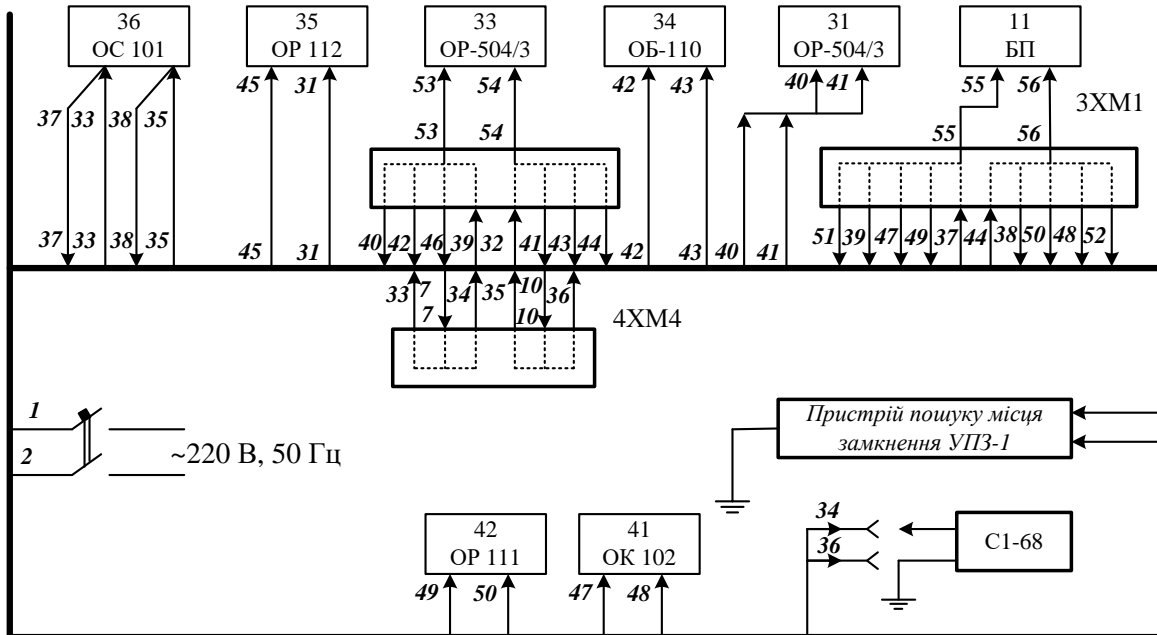 36
ОС 101
35
ОР 112
33
ОР-504/3
34
ОБ-110
31
ОР-504/3
11
БП
45 31 53 54 42 43 40 41 55 56
3ХМ1
37 33 38 35
53 54 55 56
37 33 38 35 45 31 40 42 46 39 32 41 43 44 42 43 40 41 51 39 47 49 37 44 38 50 48 52
33 7 34 35 10 36
7 10
4ХМ4
1
2
~220 В, 50 Гц
Пристрій пошуку місця
замкнення УПЗ-1
42
ОР 111
41
ОК 102
34
36
С1-68
49 50 47 48